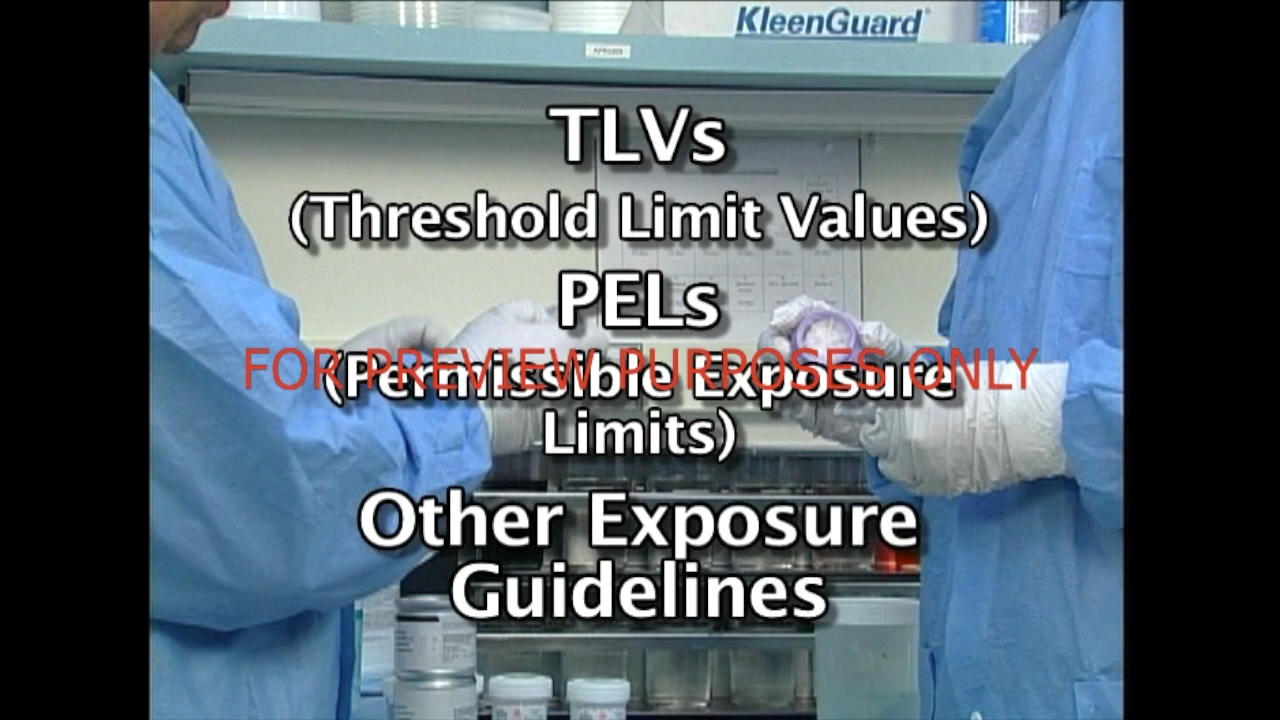 KleenGuard
TLVs
(Threshold Limit Values)
PELs
FOR PREVIEW PURPOSES ONLY
(Permissible Exposure
Limits)
Other Exposure
Guidelines